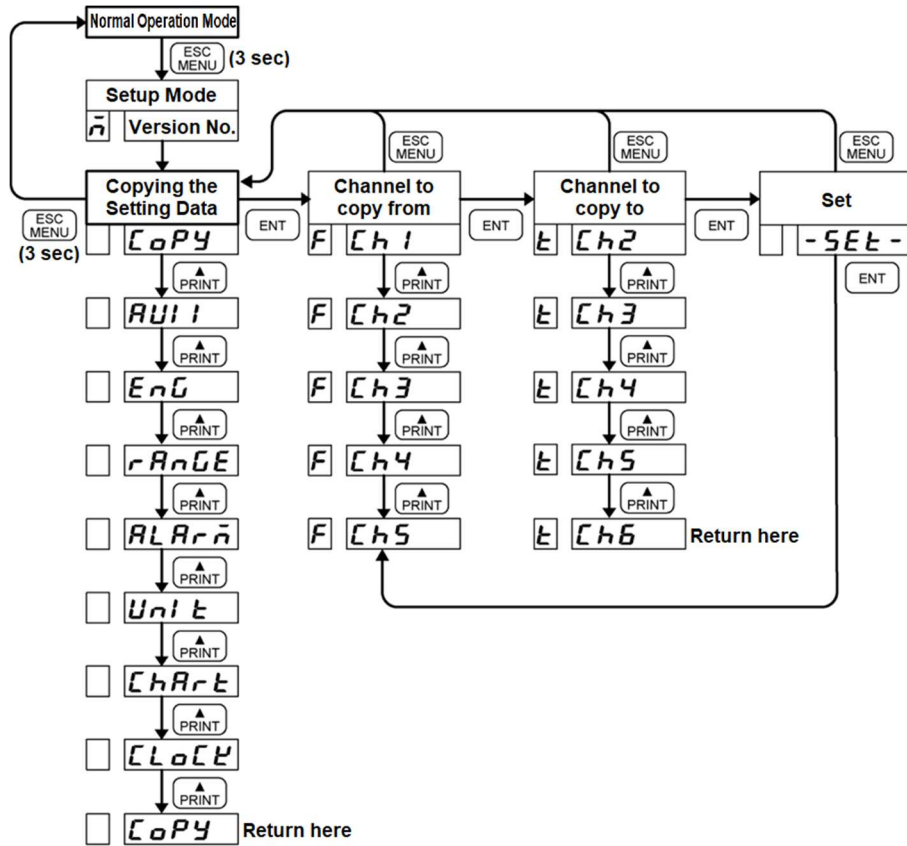 Normal Operation Mode
ESC
MENU
(3 sec)
Setup Mode
Version No.
ESC
MENU
ESC
MENU
ESC
MENU
Copying the
Setting Data
Channel to
copy from
Channel to
copy to
Set
ESC
MENU
(3 sec)
ENT
ENT
ENT
ENT
CoPY
F Ch1
t Ch2
-SEt-
PRINT
PRINT
PRINT
F Ch2
t Ch3
PRINT
PRINT
PRINT
EnG
F Ch3
t Ch4
PRINT
PRINT
PRINT
rAnGE
F Ch4
t Ch5
PRINT
PRINT
PRINT
ALArm
F Ch5
t Ch6
Return here
PRINT
UnIt
PRINT
ChArt
PRINT
CLoCK
PRINT
CoPY
Return here